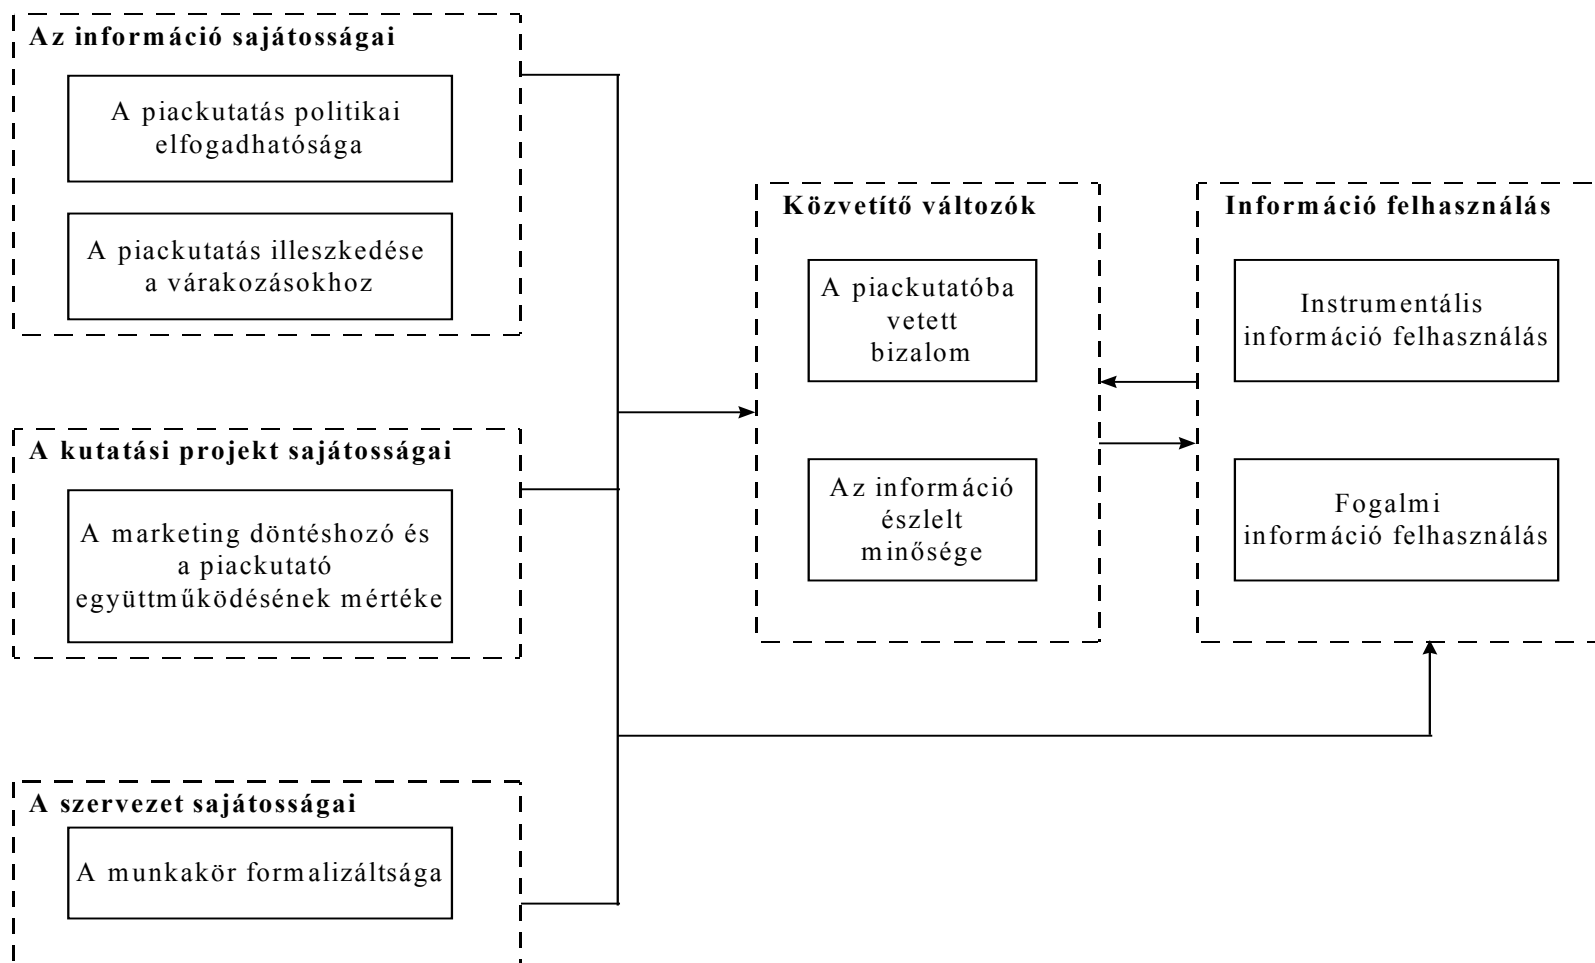 Az információ sajátosságai
A piackutatás politikai
elfogadhatósága
A piackutatás illeszkedése
a várakozásokhoz
A kutatási projekt sajátosságai
A marketing döntéshozó és
a piackutató
együttműködésének mértéke
A szervezet sajátosságai
A munkakör formalizáltsága
Közvetítő változók
A piackutatóba
vetett
bizalom
Az információ
észlelt
minősége
Információ felhasználás
Instrumentális
információ felhasználás
Fogalmi
információ felhasználás